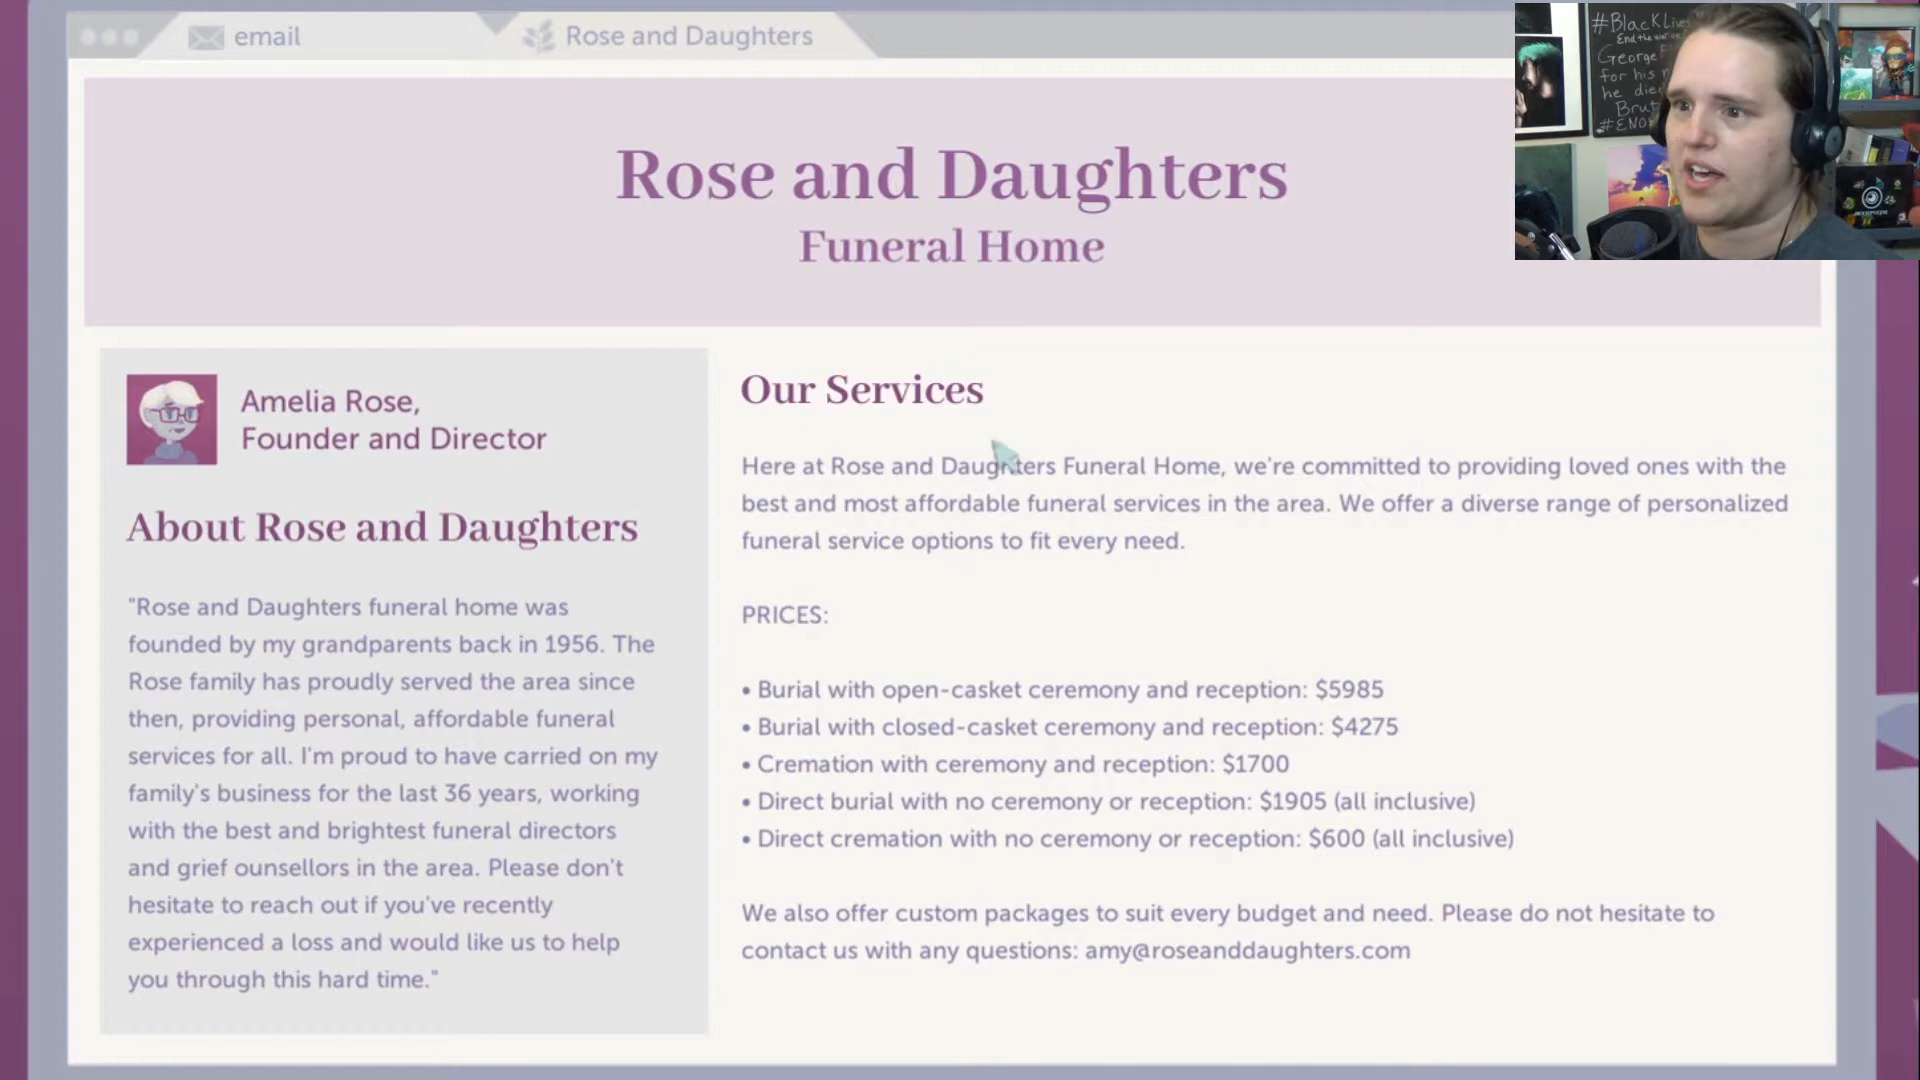 email
Rose and Daughters
Rose and Daughters
Funeral Home
Amelia Rose,
Founder and Director
About Rose and Daughters
"Rose and Daughters funeral home was
founded by my grandparents back in 1956. The
Rose family has proudly served the area since
then, providing personal, affordable funeral
services for all. I'm proud to have carried on my
family's business for the last 36 years, working
with the best and brightest funeral directors
and grief ounsellors in the area. Please don't
hesitate to reach out if you've recently
experienced a loss and would like us to help
you through this hard time."
Our Services
Here at Rose and Daughters Funeral Home, we're committed to providing loved ones with the
best and most affordable funeral services in the area. We offer a diverse range of personalized
funeral service options to fit every need.
PRICES:
• Burial with open-casket ceremony and reception: $5985
• Burial with closed-casket ceremony and reception: $4275
• Cremation with ceremony and reception: $1700
• Direct burial with no ceremony or reception: $1905 (all inclusive)
• Direct cremation with no ceremony or reception: $600 (all inclusive)
We also offer custom packages to suit every budget and need. Please do not hesitate to
contact us with any questions: amy@roseanddaughters.com
#BlackLive
End the war on
George
for his
he die
Brut